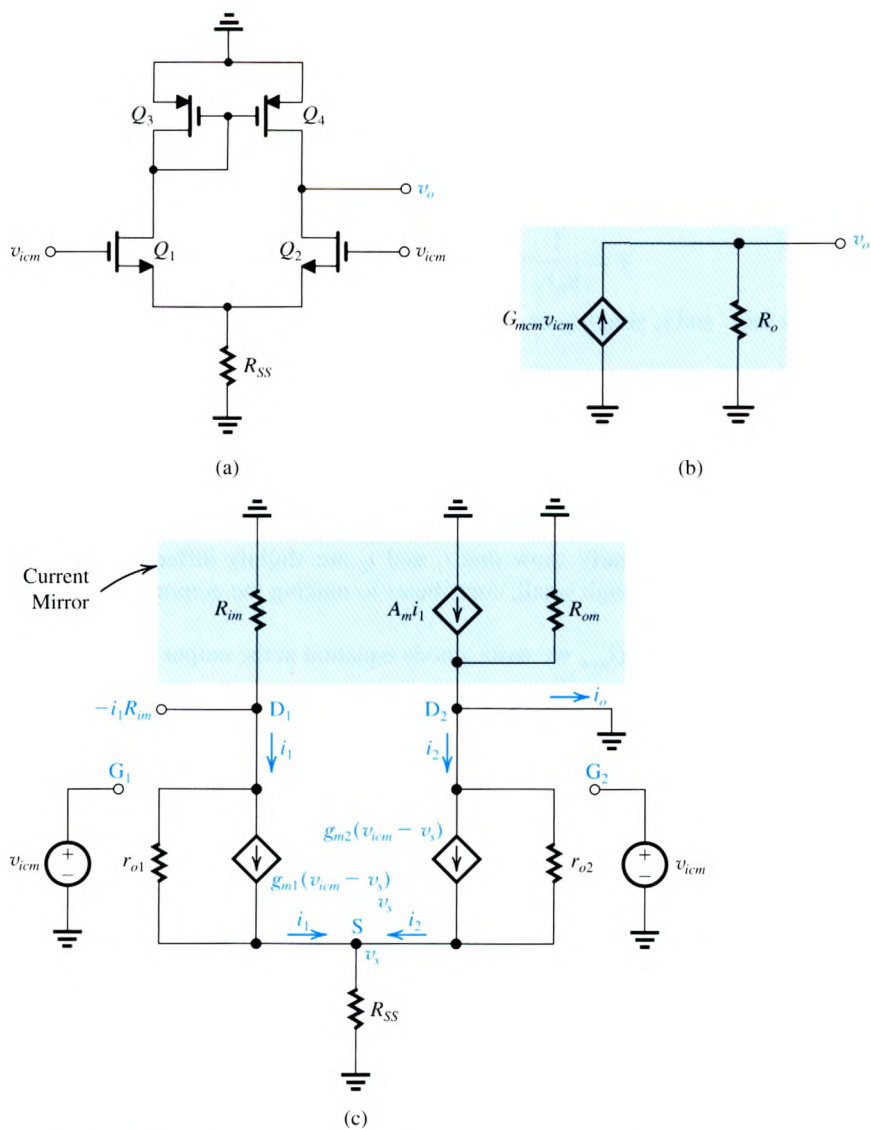 Q3
Q4
vo
vicm
Q1
Q2
vicm
RSS
(a)
vo
Gmcmvicm
Ro
(b)
Current
Mirror
Rim
Ami1
Rom
−i1Rim
D1
D2
io
i1
i2
G1
G2
gm2(vicm − vs)
vicm
ro1
gm1(vicm − vs)
ro2
vicm
vs
i1
S
i2
vs
RSS
(c)